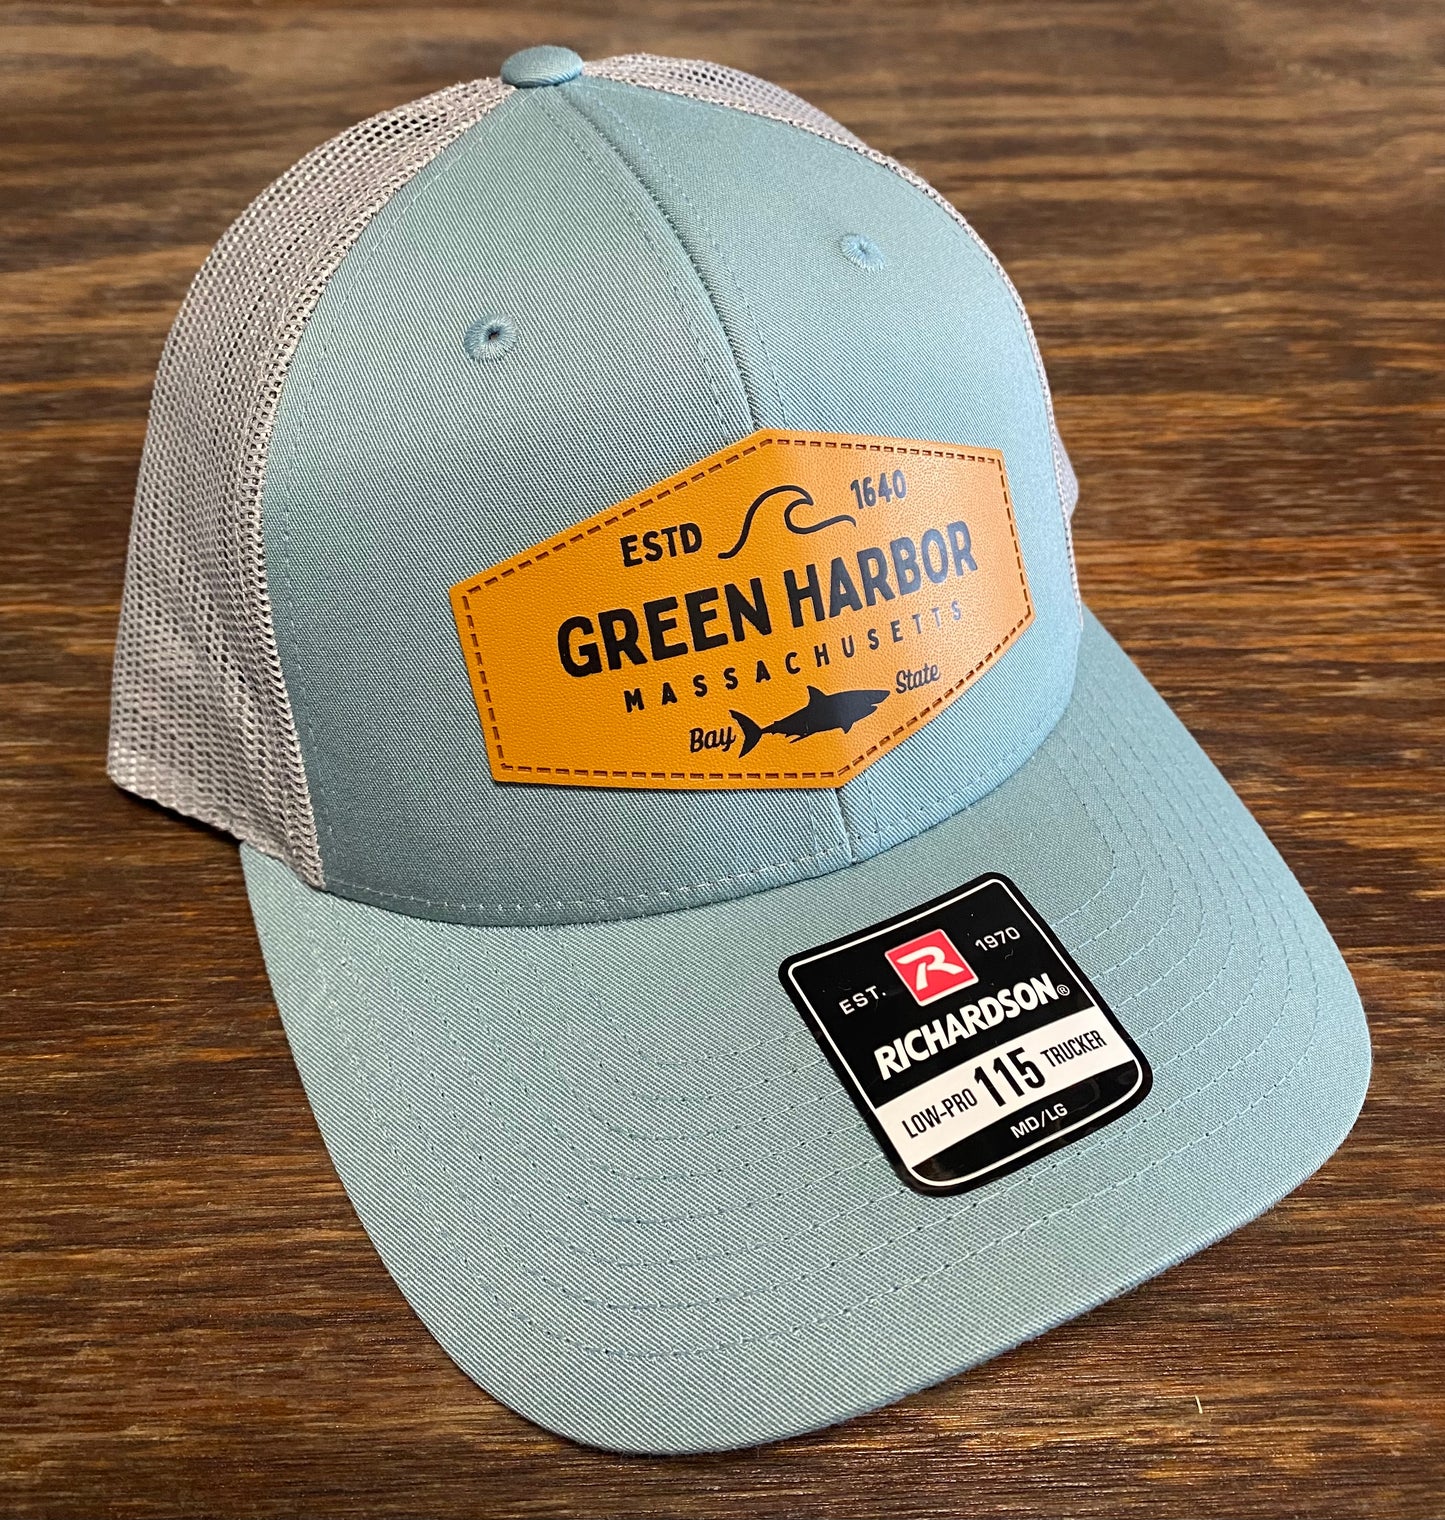 ESTD 1640
GREEN HARBOR
MASSACHUSETTS
Bay State
EST. R 1970
RICHARDSON®
LOW-PRO 115 TRUCKER
MD/LG